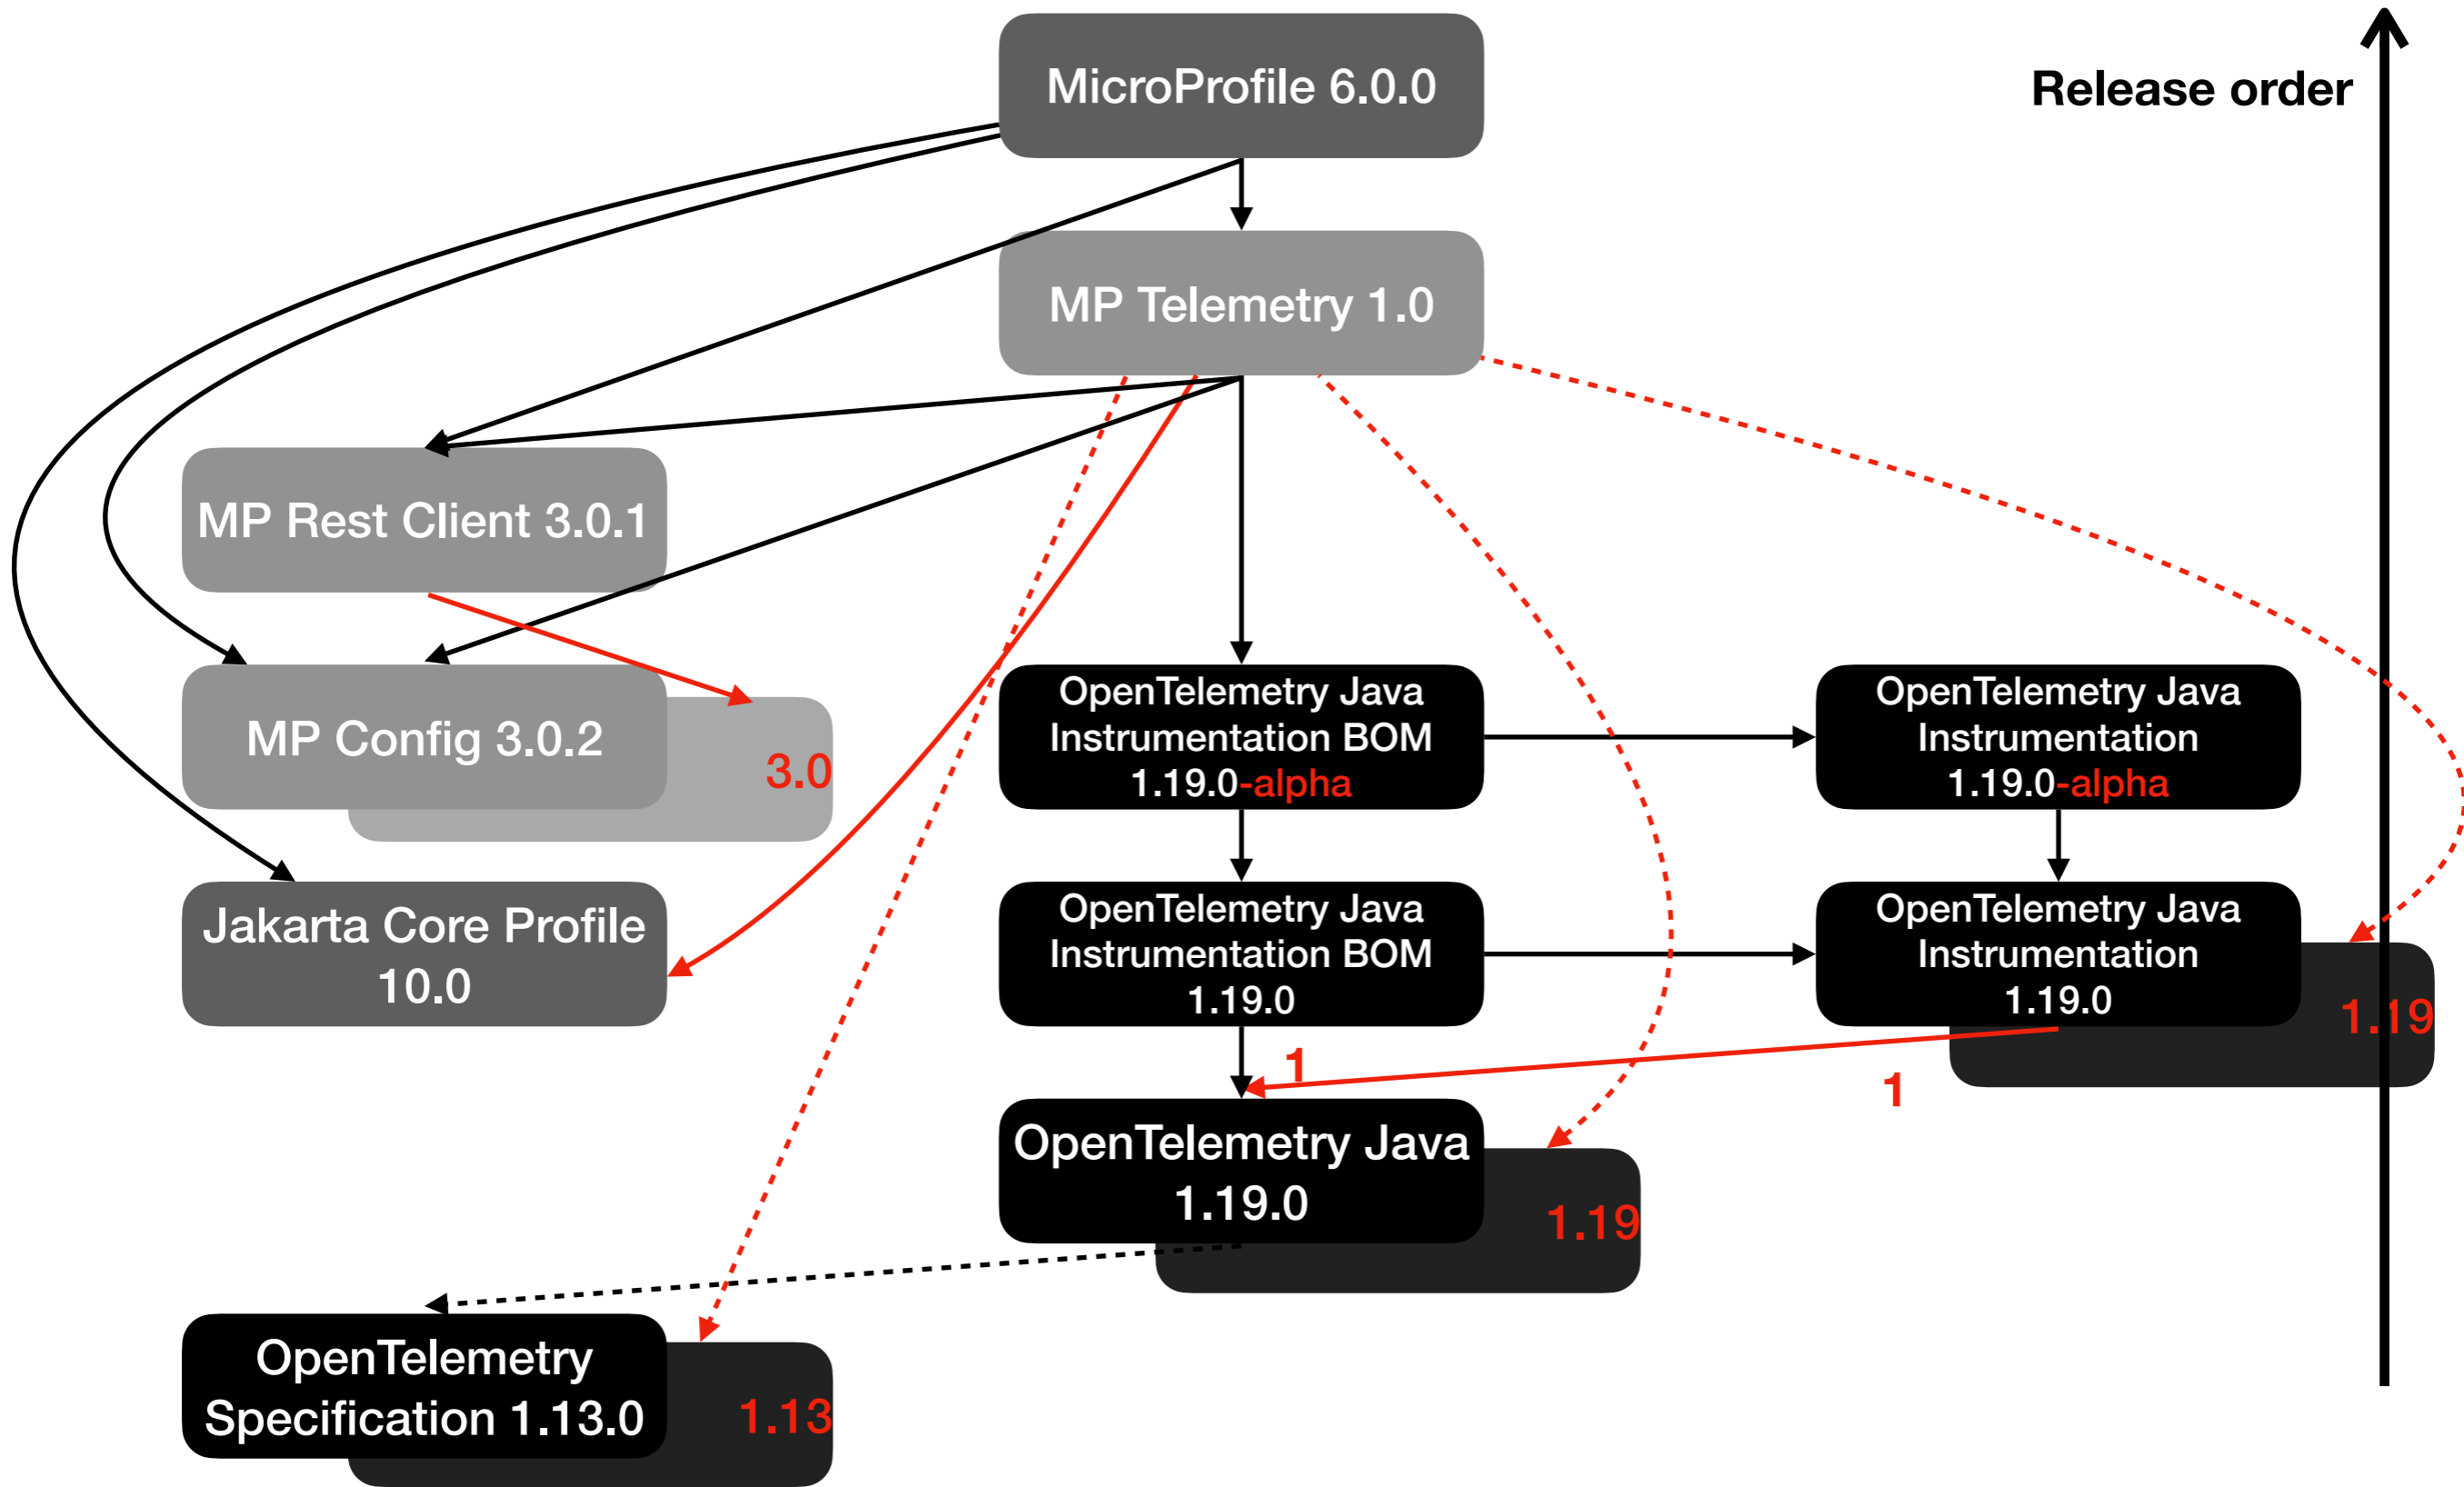 MicroProfile 6.0.0
Release order
MP Telemetry 1.0
MP Rest Client 3.0.1
MP Config 3.0.2
3.0
OpenTelemetry Java
Instrumentation BOM
1.19.0-alpha
OpenTelemetry Java
Instrumentation
1.19.0-alpha
Jakarta Core Profile
10.0
OpenTelemetry Java
Instrumentation BOM
1.19.0
OpenTelemetry Java
Instrumentation
1.19.0
1.19
1
1
OpenTelemetry Java
1.19.0
1.19
OpenTelemetry
Specification 1.13.0
1.13